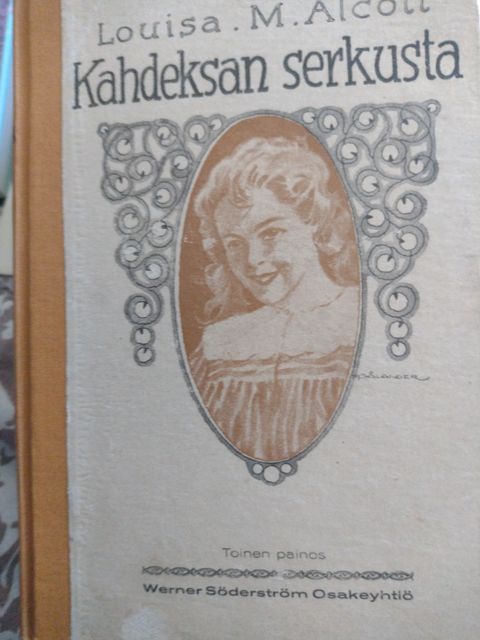 Louisa. M. Alcott
Kahdeksan serkusta
Toinen painos
Werner Söderström Osakeyhtiö